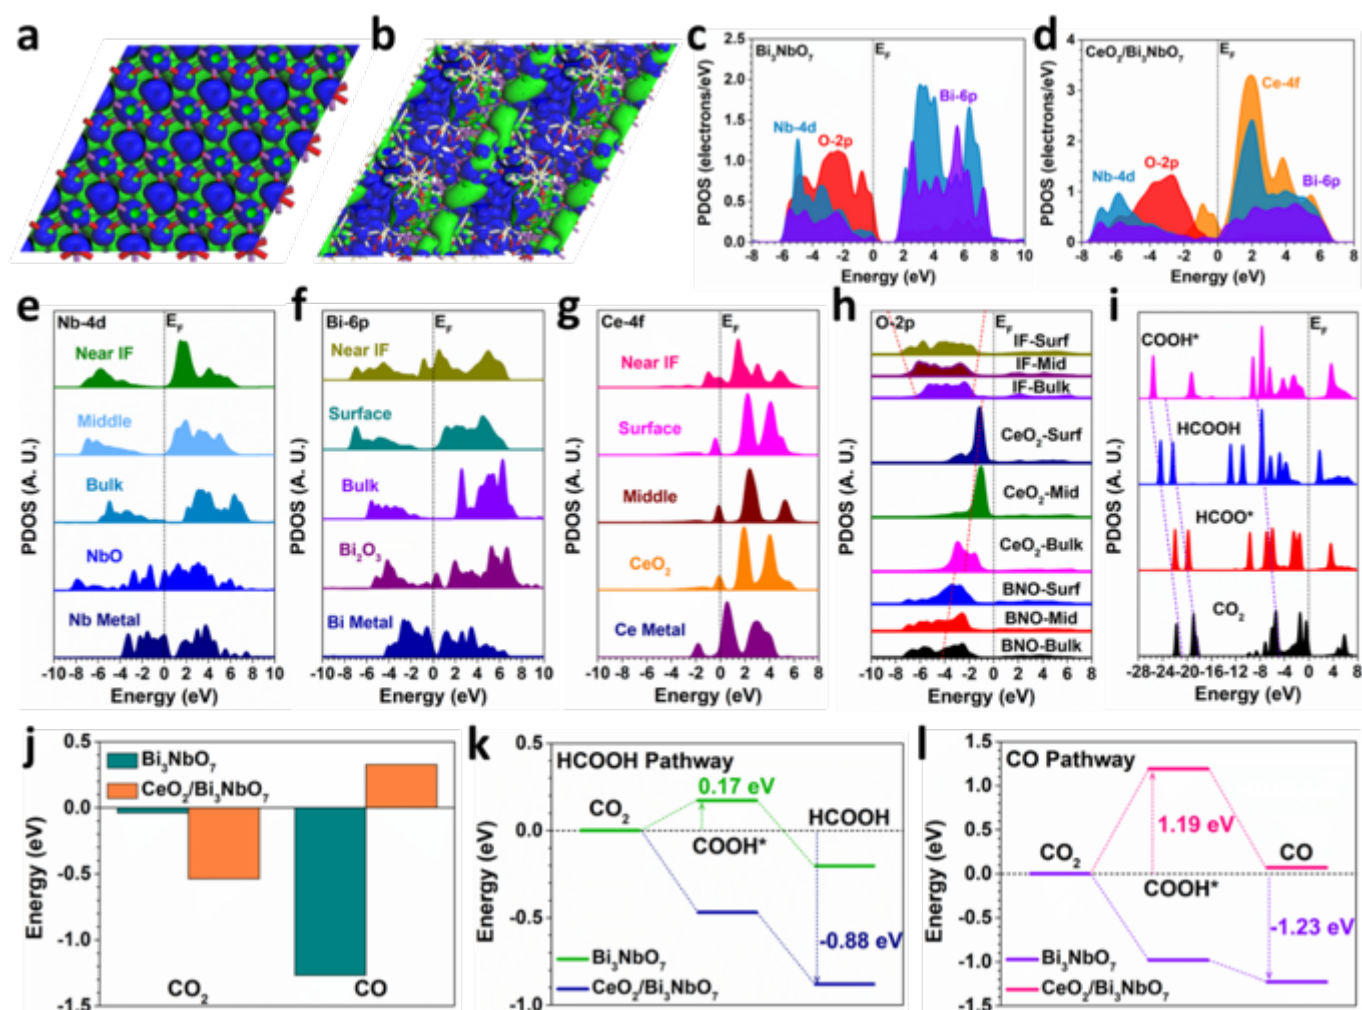 a
b
c
Bi3NbO7
EF
Nb-4d
O-2p
Bi-6p
PDOS (electrons/eV)
2.5
2.0
1.5
1.0
0.5
0.0
-8 -6 -4 -2 0 2 4 6 8 10
Energy (eV)
d
CeO2/Bi3NbO7
EF
Ce-4f
O-2p
Nb-4d
Bi-6p
PDOS (electrons/eV)
4
3
2
1
0
-8 -6 -4 -2 0 2 4 6 8
Energy (eV)
e
Nb-4d
EF
Near IF
Middle
Bulk
NbO
Nb Metal
PDOS (A. U.)
-10 -8 -6 -4 -2 0 2 4 6 8 10
Energy (eV)
f
Bi-6p
EF
Near IF
Surface
Bulk
Bi2O3
Bi Metal
PDOS (A. U.)
-10 -8 -6 -4 -2 0 2 4 6 8 10
Energy (eV)
g
Ce-4f
EF
Near IF
Surface
Middle
CeO2
Ce Metal
PDOS (A. U.)
-6 -4 -2 0 2 4 6 8
Energy (eV)
h
O-2p
EF
IF-Surf
IF-Mid
IF-Bulk
CeO2-Surf
CeO2-Mid
CeO2-Bulk
BNO-Surf
BNO-Mid
BNO-Bulk
PDOS (A. U.)
-10 -8 -6 -4 -2 0 2 4 6 8
Energy (eV)
i
EF
COOH*
HCOOH
HCOO*
CO2
PDOS (A. U.)
-28 -24 -20 -16 -12 -8 -4 0 4 8
Energy (eV)
j
Bi3NbO7
CeO2/Bi3NbO7
Energy (eV)
0.5
0.0
-0.5
-1.0
-1.5
CO2
CO
k
HCOOH Pathway
0.17 eV
CO2
HCOOH
COOH*
-0.88 eV
Bi3NbO7
CeO2/Bi3NbO7
Energy (eV)
0.5
0.0
-0.5
-1.0
l
CO Pathway
1.19 eV
CO2
CO
COOH*
-1.23 eV
Bi3NbO7
CeO2/Bi3NbO7
Energy (eV)
1.5
1.0
0.5
0.0
-0.5
-1.0
-1.5